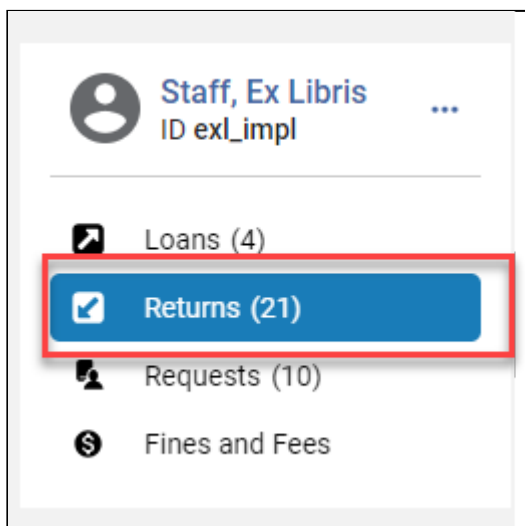 Staff, Ex Libris
ID exl_impl
Loans (4)
Returns (21)
Requests (10)
Fines and Fees